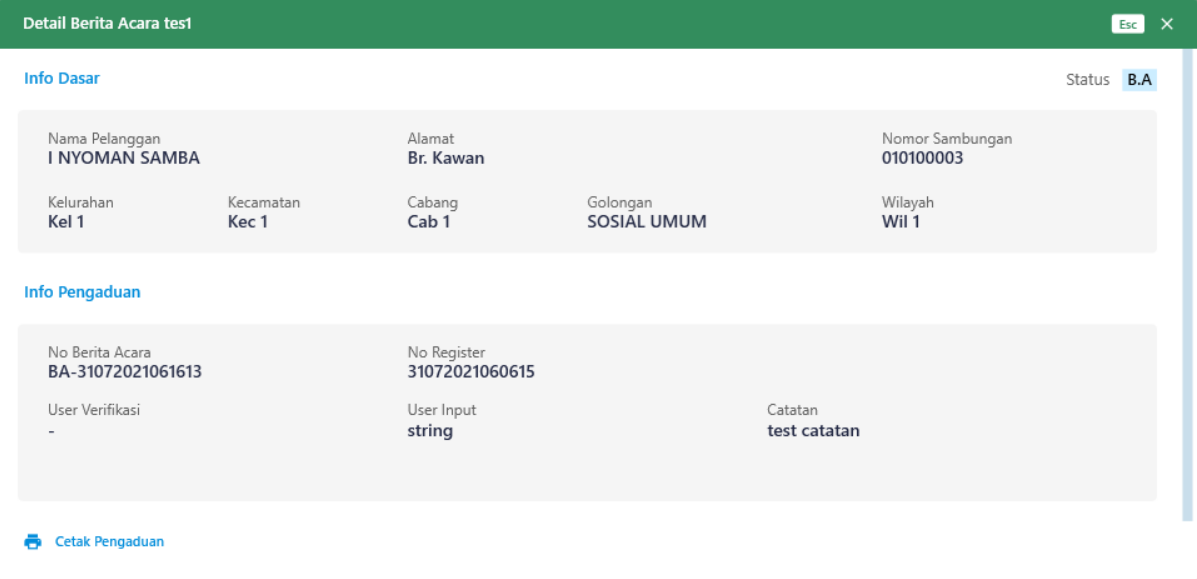 Detail Berita Acara tes1
Esc
Info Dasar
Status B.A
Nama Pelanggan Alamat Nomor Sambungan
I NYOMAN SAMBA Br. Kawan 010100003
Kelurahan Kecamatan Cabang Golongan Wilayah
Kel 1 Kec 1 Cab 1 SOSIAL UMUM Wil 1
Info Pengaduan
No Berita Acara No Register
BA-31072021061613 31072021060615
User Verifikasi User Input Catatan
- string test catatan
Cetak Pengaduan